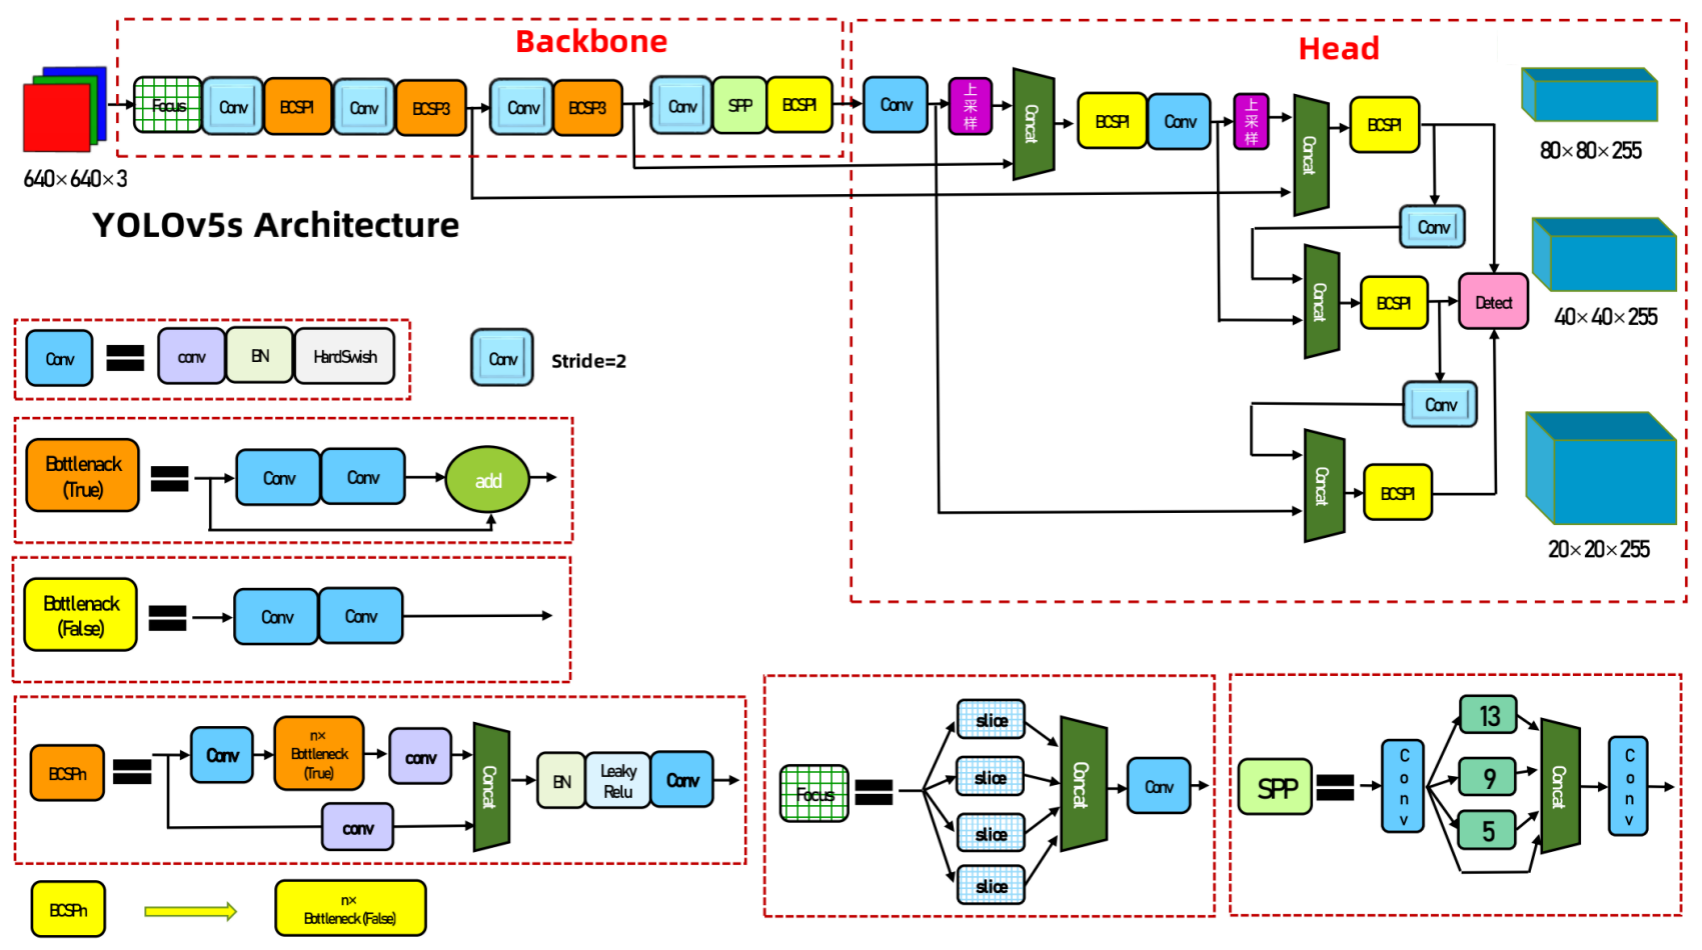 Backbone
Head
Focus
Conv
BCSP1
Conv
BCSP3
Conv
BCSP3
Conv
SPP
BCSP1
Conv
上采样
Concat
BCSP1
Conv
上采样
Concat
BCSP1
80×80×255
640×640×3
YOLOv5s Architecture
Conv
Concat
BCSP1
Detect
40×40×255
Conv
Concat
BCSP1
20×20×255
Conv
conv
BN
HardSwish
Conv
Stride=2
Bottlenack
(True)
Conv
Conv
add
Bottlenack
(False)
Conv
Conv
BCSPn
Conv
n×
Bottleneck
(True)
conv
conv
Concat
BN
Leaky
Relu
Conv
Focus
slice
slice
slice
slice
Concat
Conv
SPP
Conv
13
9
5
Concat
Conv
BCSPn
n×
Bottleneck (False)